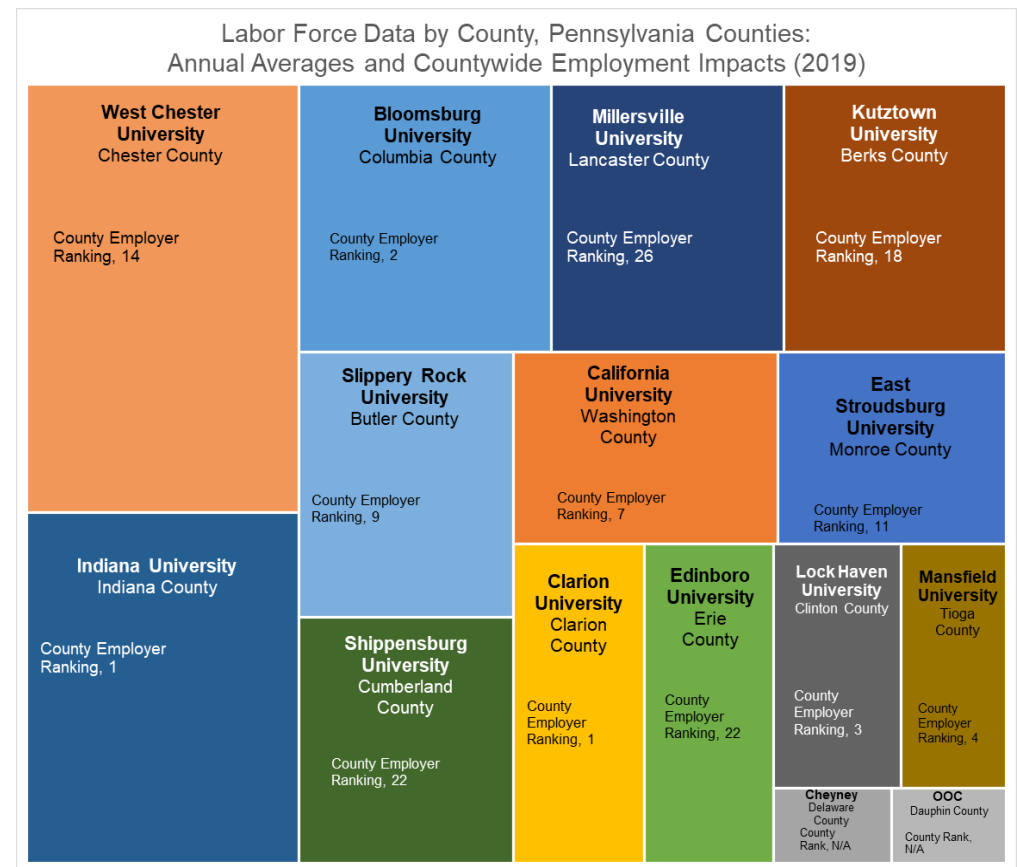 Labor Force Data by County, Pennsylvania Counties:
Annual Averages and Countywide Employment Impacts (2019)
West Chester
University
Chester County
County Employer
Ranking, 14
Bloomsburg
University
Columbia County
County Employer
Ranking, 2
Millersville
University
Lancaster County
County Employer
Ranking, 26
Kutztown
University
Berks County
County Employer
Ranking, 18
Slippery Rock
University
Butler County
County Employer
Ranking, 9
California
University
Washington
County
County Employer
Ranking, 7
East
Stroudsburg
University
Monroe County
County Employer
Ranking, 11
Indiana University
Indiana County
County Employer
Ranking, 1
Shippensburg
University
Cumberland
County
County Employer
Ranking, 22
Clarion
University
Clarion
County
County
Employer
Ranking, 1
Edinboro
University
Erie
County
County
Employer
Ranking, 22
Lock Haven
University
Clinton County
County
Employer
Ranking, 3
Mansfield
University
Tioga
County
County
Employer
Ranking, 4
Cheyney
Delaware
County
County
Rank, N/A
OOC
Dauphin County
County Rank,
N/A